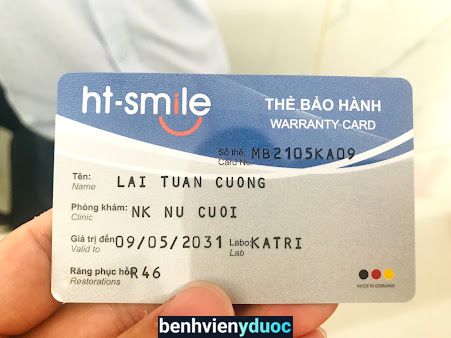 ht-smile
THẺ BẢO HÀNH
WARRANTY CARD
Số thẻ: MB2105KA09
Card No
Tên: LAI TUAN CUONG
Name
Phòng khám: NK NU CUOI
Clinic
Giá trị đến 09/05/2031 Labo: KATRI
Valid to Lab
Răng phục hồ R46
Restorations
MADE IN GERMANY
benhvienyduoc